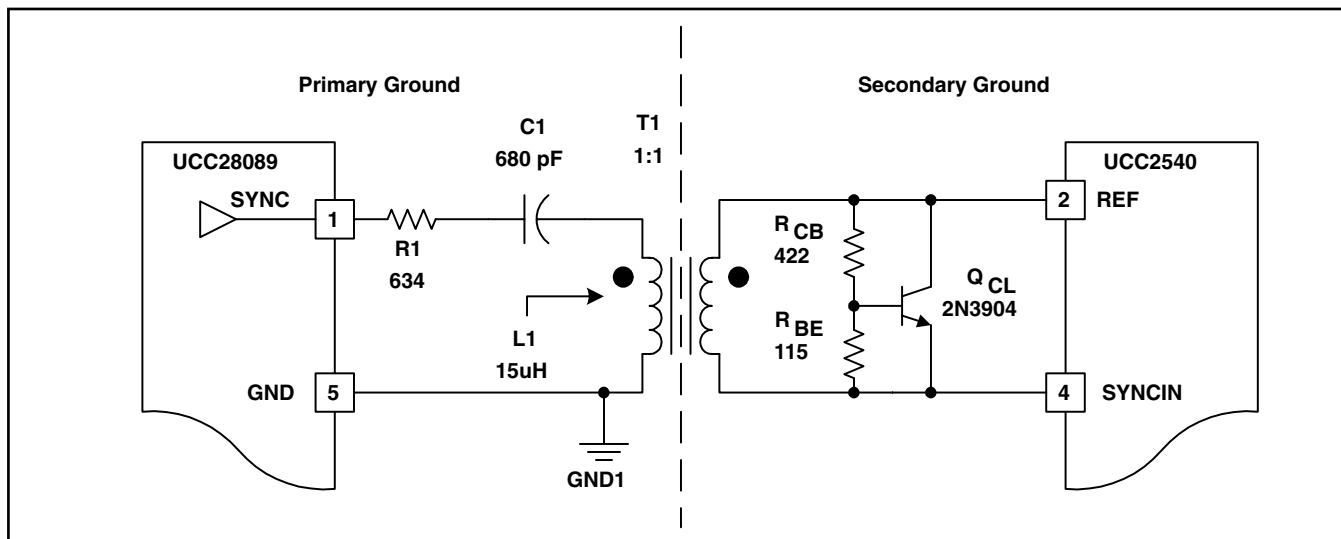 Primary Ground
Secondary Ground
C1
680 pF
T1
1:1
UCC28089
SYNC
1
R1
634
L1
15uH
GND
5
GND1
UCC2540
2
REF
R CB
422
Q CL
2N3904
R BE
115
4
SYNCIN